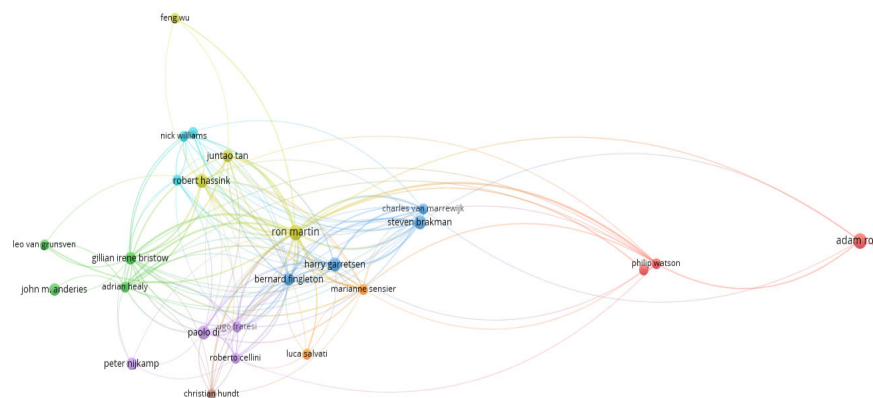 feng wu
nick williams
juntao tan
robert hassink
charles van marrewijk
steven brakman
ron martin
adam ro
leo van grunsven
gillian irene bristow
philip watson
harry garretsen
bernard fingleton
adrian healy
john m. anderies
marianne sensier
ugo fratesi
paolo di
luca salvati
roberto cellini
peter nijkamp
christian hundt